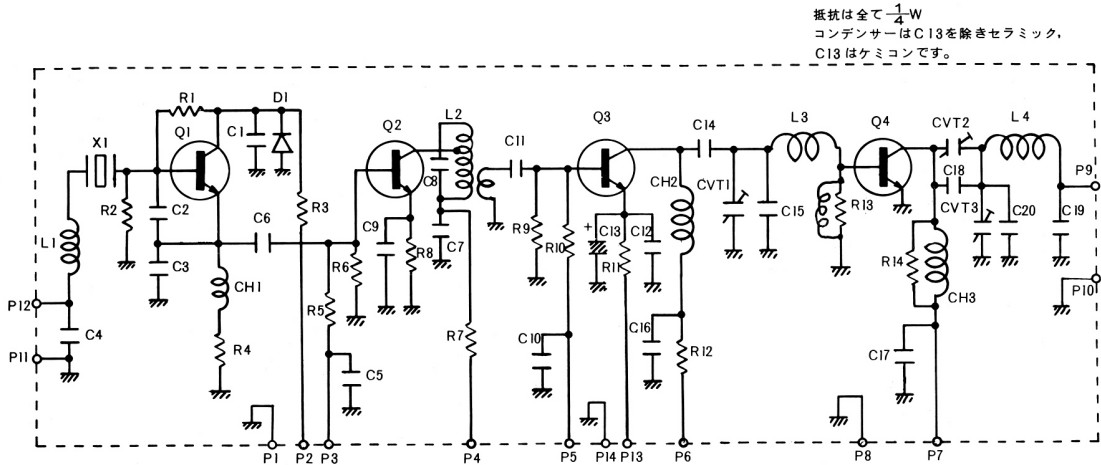 抵抗は全て1/4W
コンデンサーはC13を除きセラミック，
C13はケミコンです。
R1
Q1
C1
D1
X1
R2
C2
L1
C3
C6
CH1
R4
P12
C4
P11
R3
R5
R6
C5
Q2
L2
C8
C9
R8
C7
R7
C11
Q3
R9
R10
+
C13
C12
R11
C10
C14
CH2
CVT1
C15
C16
R12
L3
Q4
R13
CVT2
C18
CVT3
L4
C20
C19
P9
P10
R14
CH3
C17
P1
P2
P3
P4
P5
P14
P13
P6
P8
P7